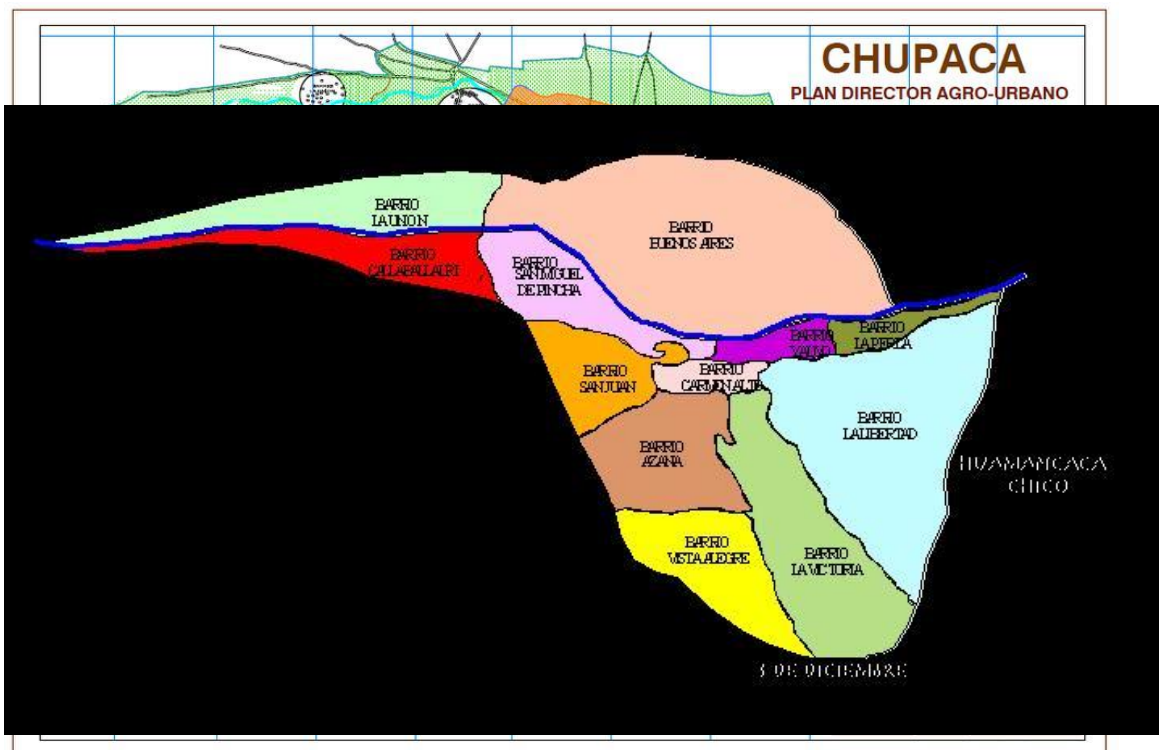 CHUPACA
PLAN DIRECTOR AGRO-URBANO
BARRIO
LA UNION
BARRIO
BUENOS AIRES
BARRIO
CALLABALLAURI
BARRIO
SAN MIGUEL
DE PINCHA
BARRIO
LA PERLA
BARRIO
YAUYO
BARRIO
SAN JUAN
BARRIO
CARMEN ALTO
BARRIO
LA LIBERTAD
BARRIO
AZANA
HUAMANCACA
CHICO
BARRIO
VISTA ALEGRE
BARRIO
LA VICTORIA
3 DE DICIEMBRE